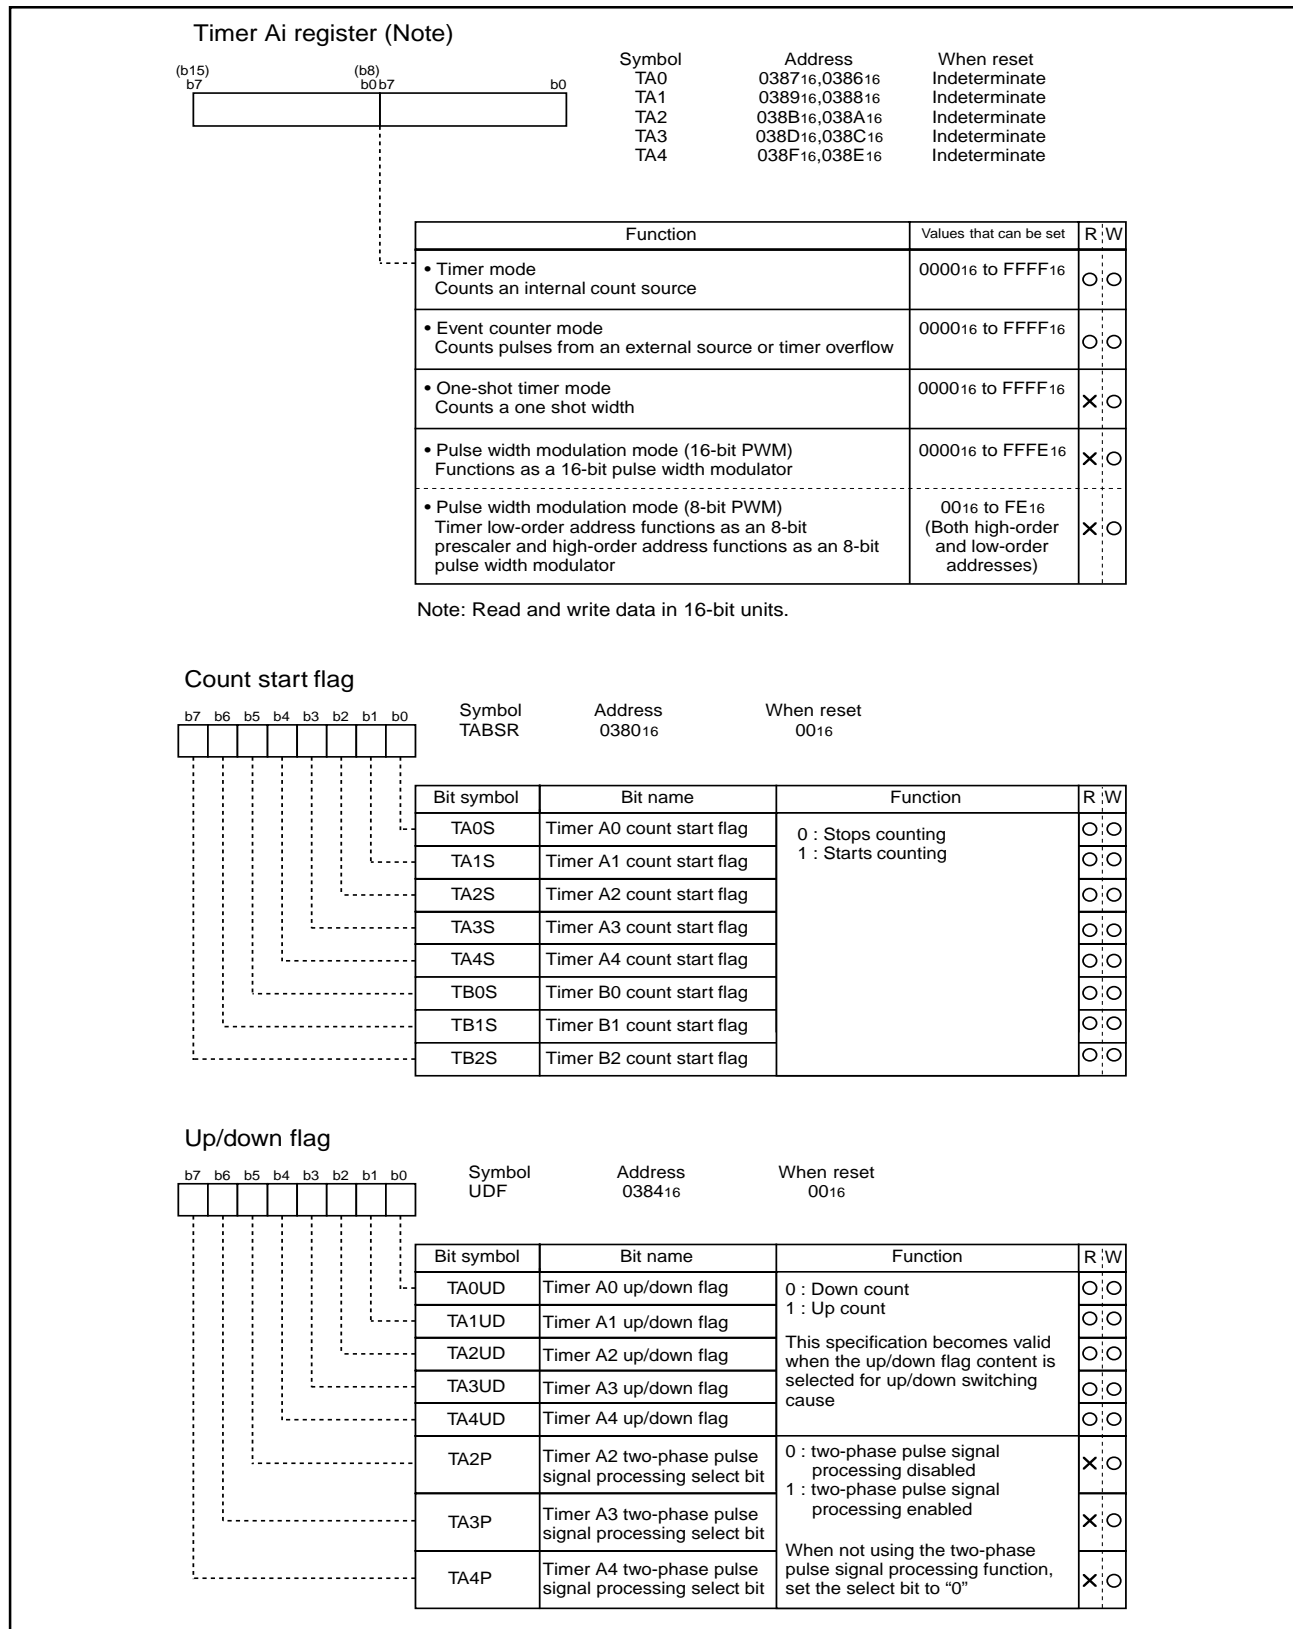 Timer Ai register (Note)
(b15) (b8)
b7 b0 b7 b0
Symbol Address When reset
TA0 038716,038616 Indeterminate
TA1 038916,038816 Indeterminate
TA2 038B16,038A16 Indeterminate
TA3 038D16,038C16 Indeterminate
TA4 038F16,038E16 Indeterminate
Function Values that can be set R W
• Timer mode 000016 to FFFF16
Counts an internal count source
• Event counter mode 000016 to FFFF16
Counts pulses from an external source or timer overflow
• One-shot timer mode 000016 to FFFF16
Counts a one shot width
• Pulse width modulation mode (16-bit PWM) 000016 to FFFE16
Functions as a 16-bit pulse width modulator
• Pulse width modulation mode (8-bit PWM) 0016 to FE16
Timer low-order address functions as an 8-bit (Both high-order
prescaler and high-order address functions as an 8-bit and low-order
pulse width modulator addresses)
Note: Read and write data in 16-bit units.
Count start flag
b7 b6 b5 b4 b3 b2 b1 b0
Symbol Address When reset
TABSR 038016 0016
Bit symbol Bit name Function R W
TA0S Timer A0 count start flag 0 : Stops counting
1 : Starts counting
TA1S Timer A1 count start flag
TA2S Timer A2 count start flag
TA3S Timer A3 count start flag
TA4S Timer A4 count start flag
TB0S Timer B0 count start flag
TB1S Timer B1 count start flag
TB2S Timer B2 count start flag
Up/down flag
b7 b6 b5 b4 b3 b2 b1 b0
Symbol Address When reset
UDF 038416 0016
Bit symbol Bit name Function R W
TA0UD Timer A0 up/down flag
TA1UD Timer A1 up/down flag
TA2UD Timer A2 up/down flag
TA3UD Timer A3 up/down flag
TA4UD Timer A4 up/down flag
0 : Down count
1 : Up count
This specification becomes valid
when the up/down flag content is
selected for up/down switching
cause
TA2P Timer A2 two-phase pulse
signal processing select bit
TA3P Timer A3 two-phase pulse
signal processing select bit
TA4P Timer A4 two-phase pulse
signal processing select bit
0 : two-phase pulse signal
processing disabled
1 : two-phase pulse signal
processing enabled
When not using the two-phase
pulse signal processing function,
set the select bit to “0”